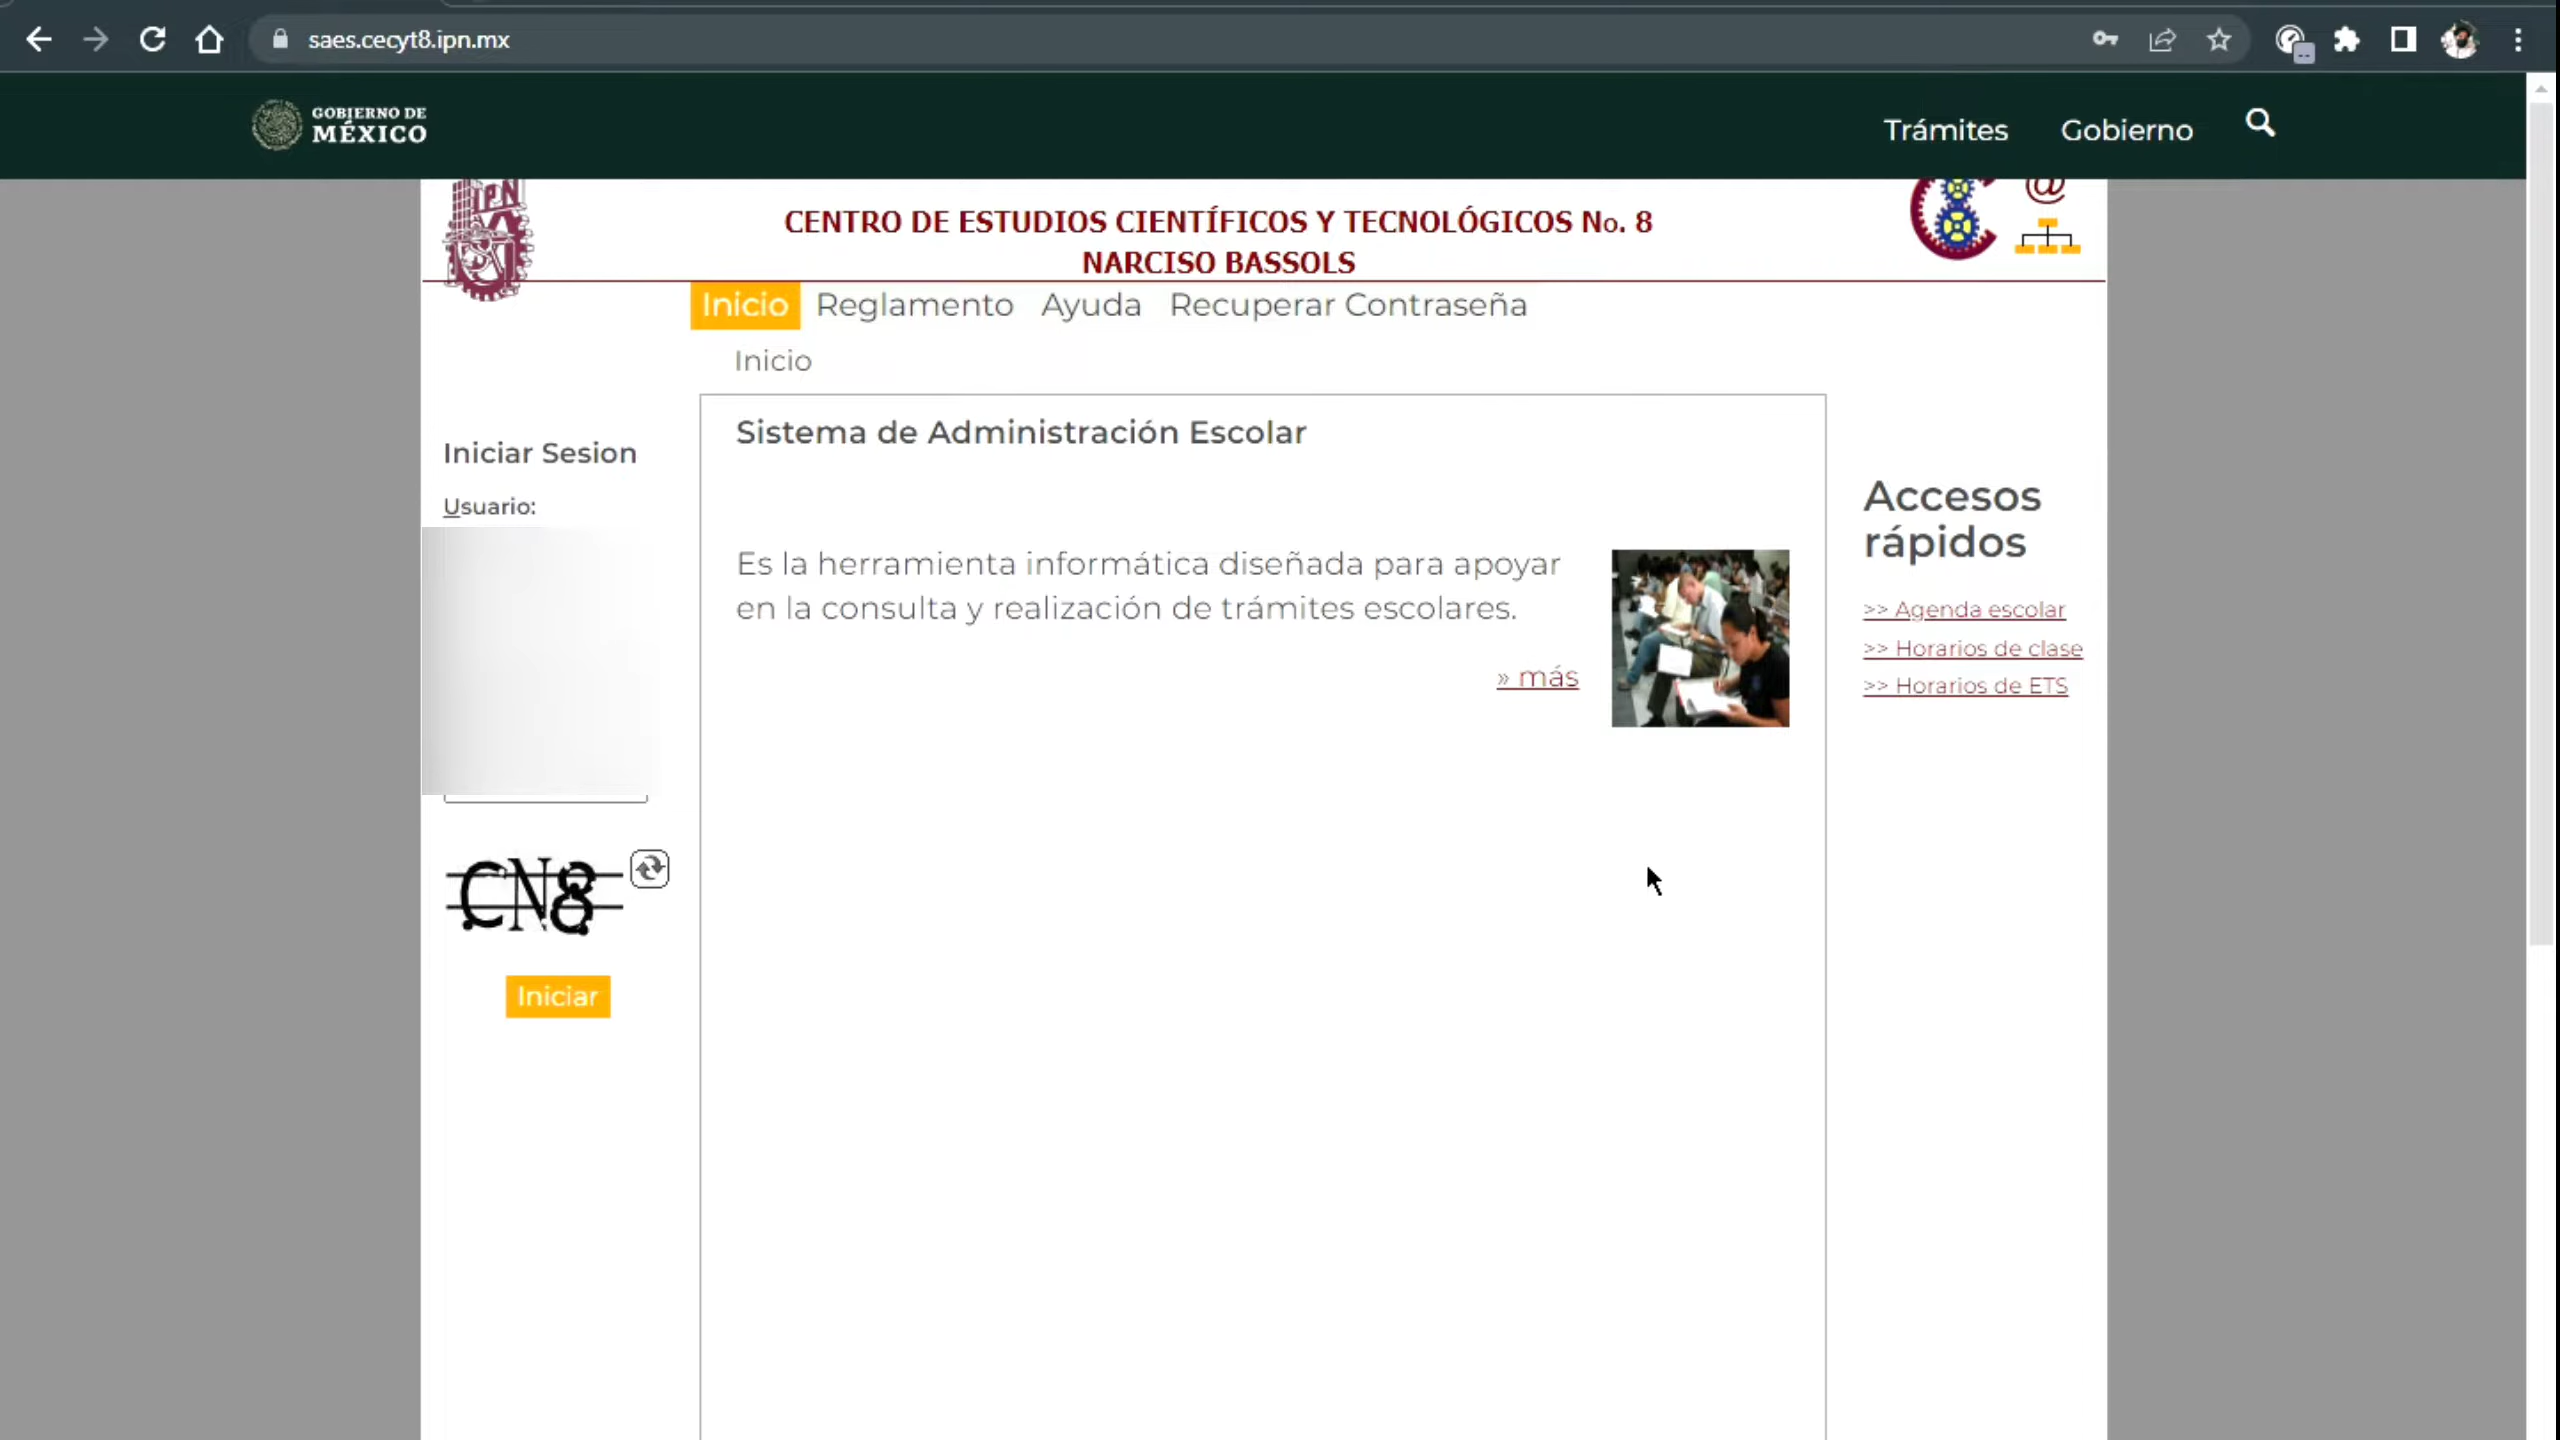 saes.cecyt8.ipn.mx
GOBIERNO DE
MÉXICO
Trámites
Gobierno
IPN
CENTRO DE ESTUDIOS CIENTÍFICOS Y TECNOLÓGICOS No. 8
NARCISO BASSOLS
@
Inicio Reglamento Ayuda Recuperar Contraseña
Inicio
Iniciar Sesion
Usuario:
CN8
Iniciar
Sistema de Administración Escolar
Es la herramienta informática diseñada para apoyar
en la consulta y realización de trámites escolares.
» más
Accesos
rápidos
>> Agenda escolar
>> Horarios de clase
>> Horarios de ETS